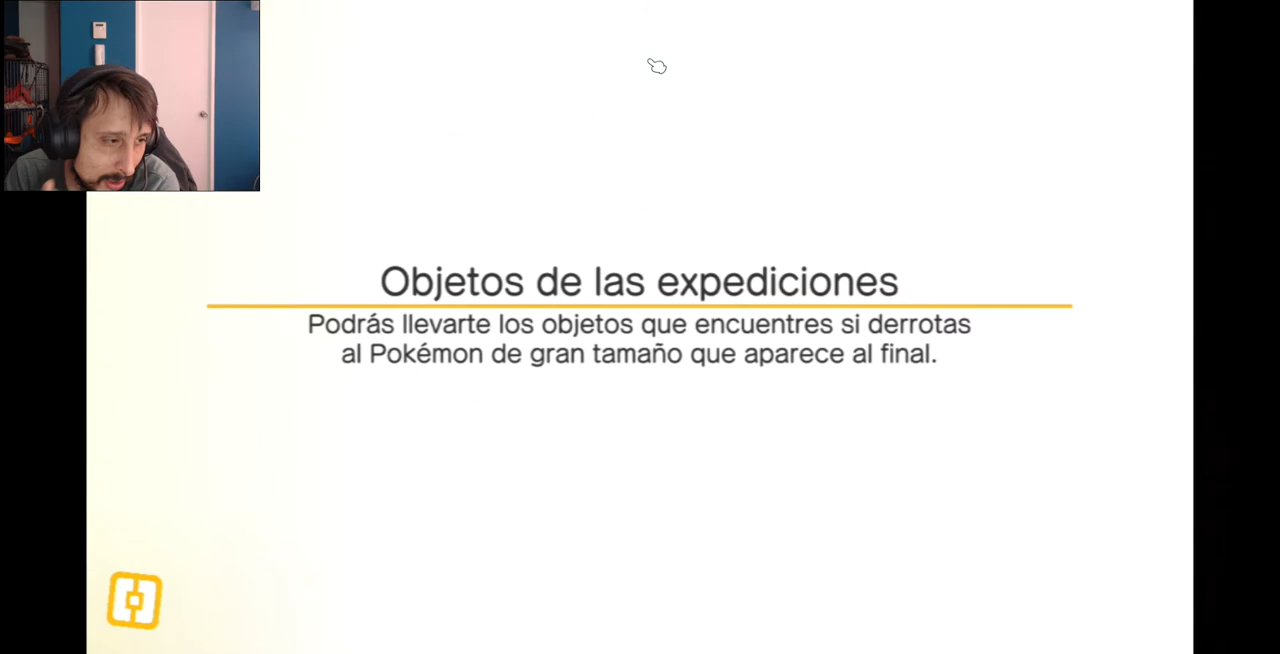 Objetos de las expediciones
Podrás llevarte los objetos que encuentres si derrotas
al Pokémon de gran tamaño que aparece al final.